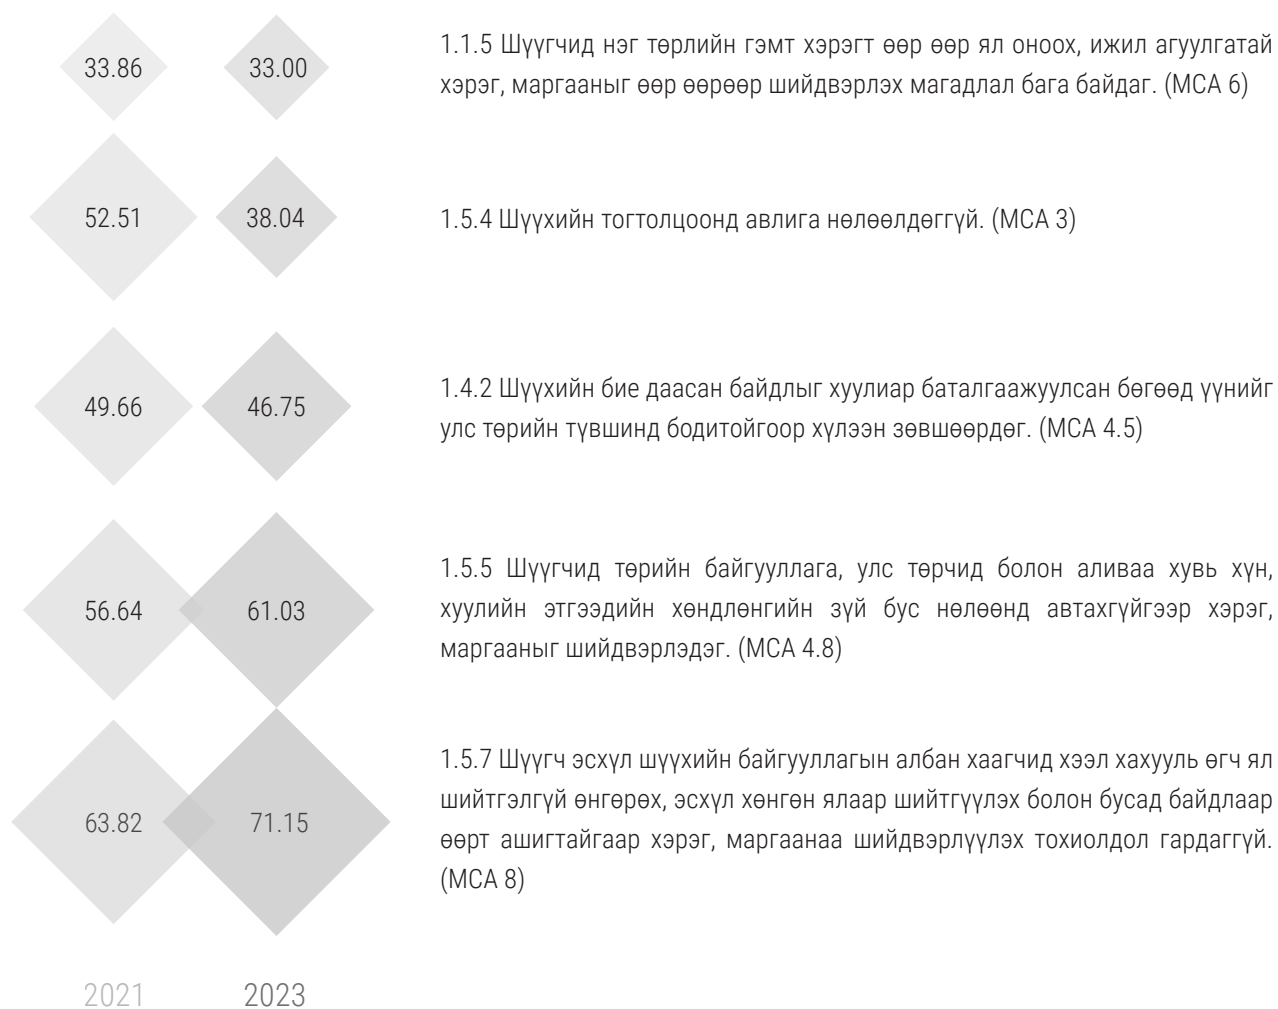 33.86 33.00 1.1.5 Шүүгчид нэг төрлийн гэмт хэрэгт өөр өөр ял оноох, ижил агуулгатай
хэрэг, маргааныг өөр өөрөөр шийдвэрлэх магадлал бага байдаг. (МСА 6)
52.51 38.04 1.5.4 Шүүхийн тогтолцоонд авлига нөлөөлдөггүй. (МСА 3)
49.66 46.75 1.4.2 Шүүхийн бие даасан байдлыг хуулиар баталгаажуулсан бөгөөд үүнийг
улс төрийн түвшинд бодитойгоор хүлээн зөвшөөрдөг. (МСА 4.5)
56.64 61.03 1.5.5 Шүүгчид төрийн байгууллага, улс төрчид болон аливаа хувь хүн,
хуулийн этгээдийн хөндлөнгийн зүй бус нөлөөнд автахгүйгээр хэрэг,
маргааныг шийдвэрлэдэг. (МСА 4.8)
63.82 71.15 1.5.7 Шүүгч эсхүл шүүхийн байгууллагын албан хаагчид хээл хахууль өгч ял
шийтгэлгүй өнгөрөх, эсхүл хөнгөн ялаар шийтгүүлэх болон бусад байдлаар
өөрт ашигтайгаар хэрэг, маргаанаа шийдвэрлүүлэх тохиолдол гардаггүй.
(МСА 8)
2021 2023